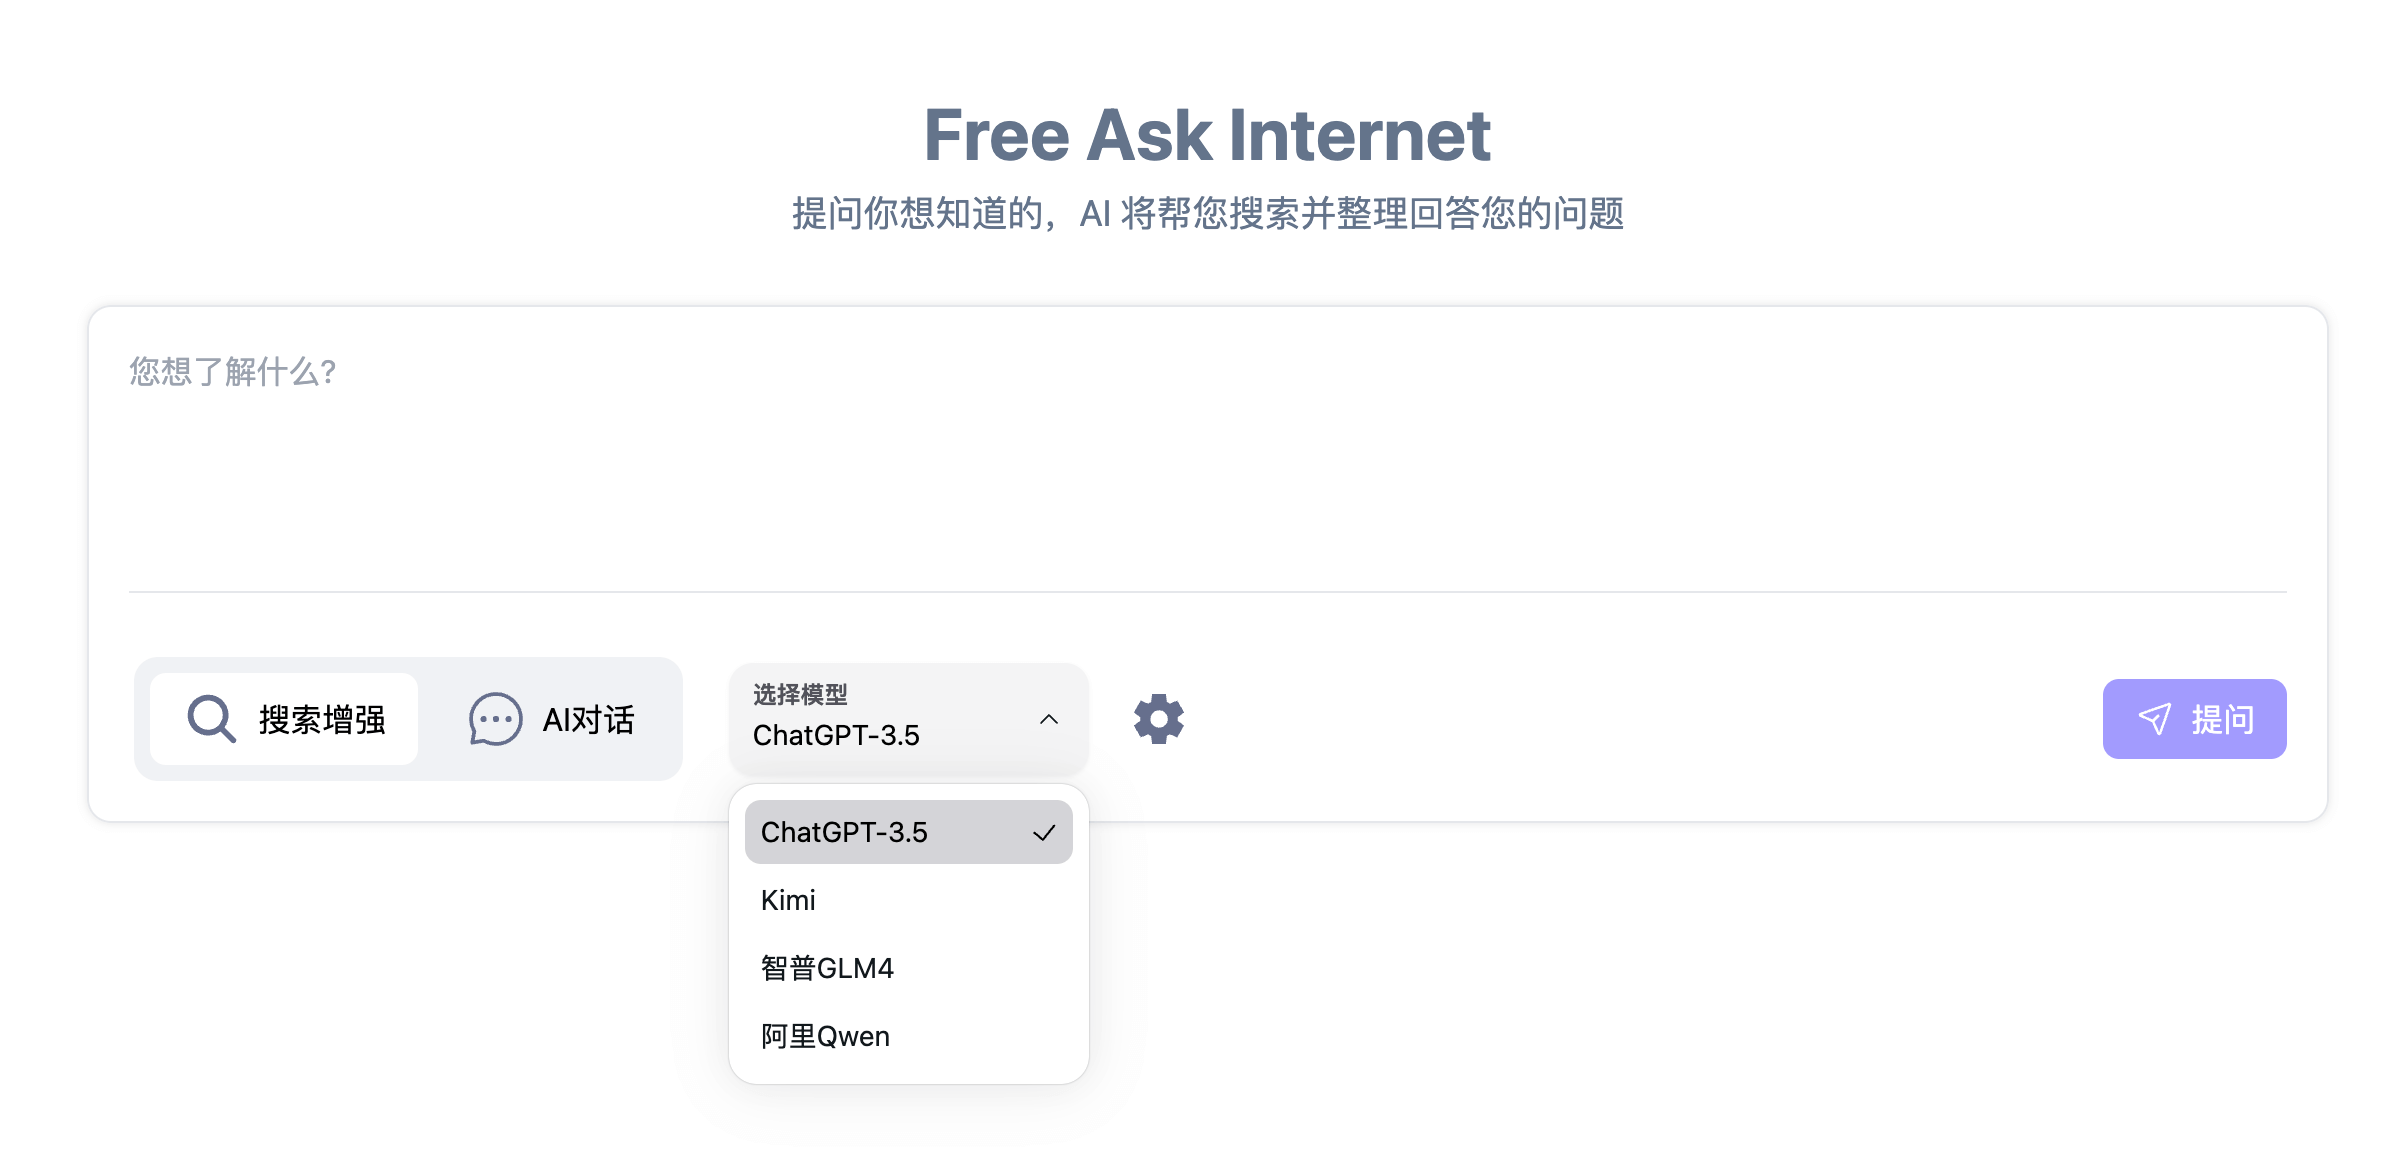 Free Ask Internet
提问你想知道的，AI 将帮您搜索并整理回答您的问题
您想了解什么?
搜索增强
AI对话
选择模型
ChatGPT-3.5
提问
ChatGPT-3.5
Kimi
智普GLM4
阿里Qwen